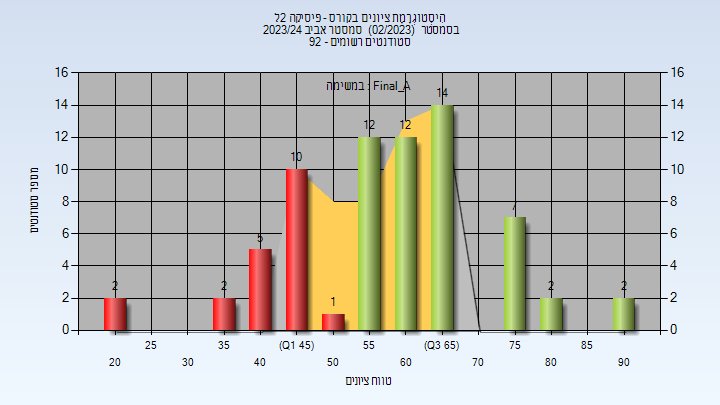 היסטוגרמת ציונים בקורס - פיסיקה 2ל
בסמסטר (02/2023) סמסטר אביב 2023/24
סטודנטים רשומים - 92
במשימה : Final_A
מספר סטודנטים
16 14 12 10 8 6 4 2 0
16 14 12 10 8 6 4 2 0
2 2 5 10 1 12 12 14 7 2 2
25 35 (Q1 45) 55 (Q3 65) 75 85
20 30 40 50 60 70 80 90
טווח ציונים